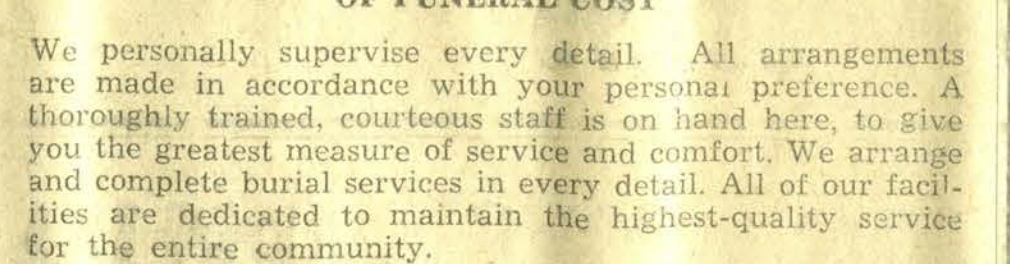 OF FUNERAL COST
We personally supervise every detail. All arrangements
are made in accordance with your personal preference. A
thoroughly trained, courteous staff is on hand here, to give
you the greatest measure of service and comfort. We arrange
and complete burial services in every detail. All of our facil-
ities are dedicated to maintain the highest-quality service
for the entire community.